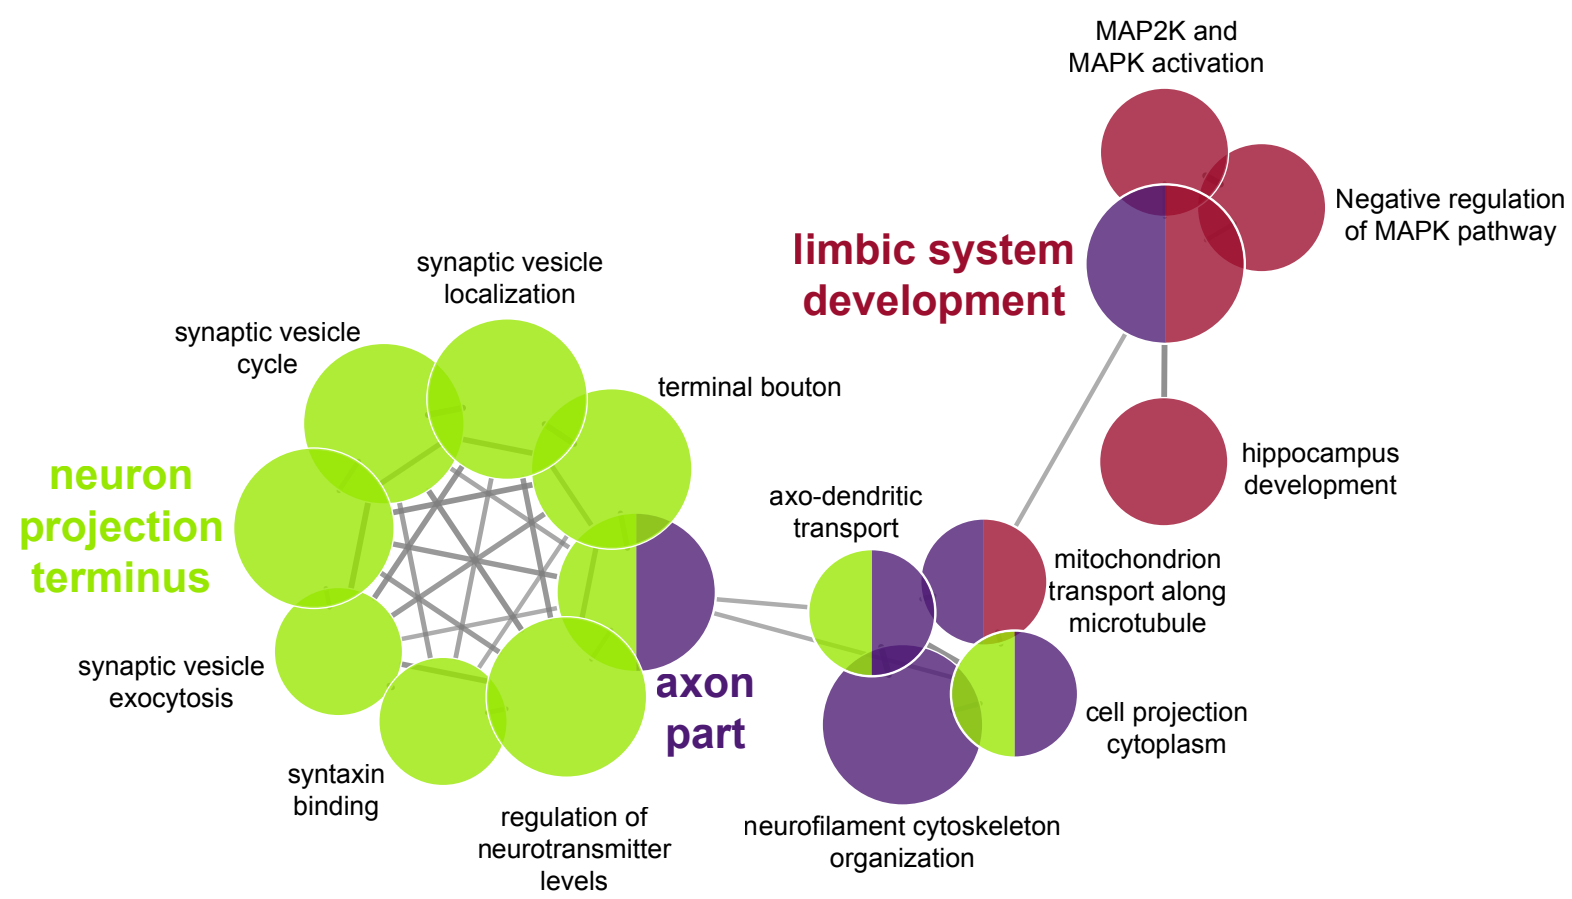 MAP2K and
MAPK activation
Negative regulation
of MAPK pathway
limbic system
development
synaptic vesicle
localization
synaptic vesicle
cycle
terminal bouton
hippocampus
development
neuron
projection
terminus
axo-dendritic
transport
mitochondrion
transport along
microtubule
synaptic vesicle
exocytosis
axon
part
cell projection
cytoplasm
syntaxin
binding
regulation of
neurotransmitter
levels
neurofilament cytoskeleton
organization